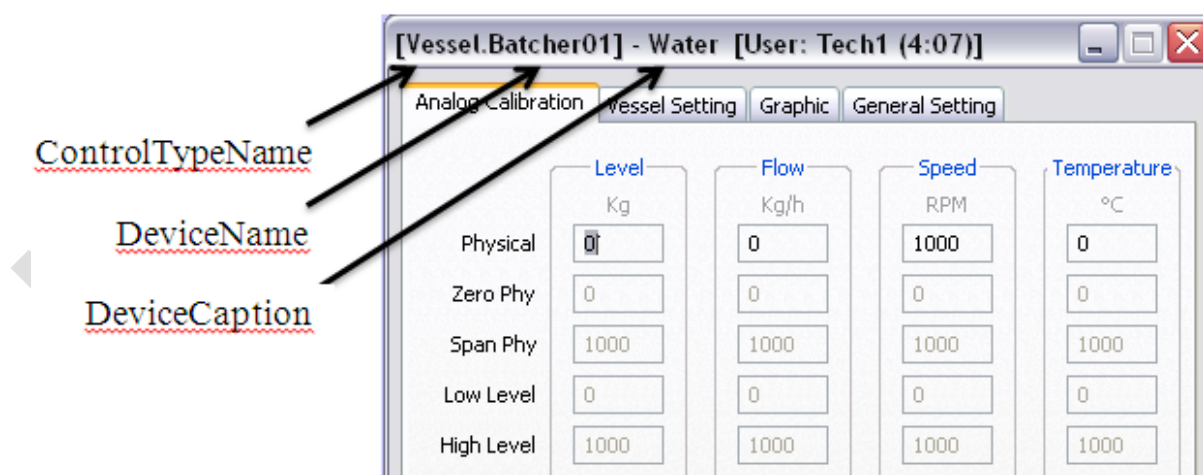 [Vessel.Batcher01] - Water [User: Tech1 (4:07)]
Analog Calibration Vessel Setting Graphic General Setting
ControlTypeName
DeviceName
DeviceCaption
Level Flow Speed Temperature
Kg Kg/h RPM °C
Physical 0 0 1000 0
Zero Phy 0 0 0 0
Span Phy 1000 1000 1000 1000
Low Level 0 0 0 0
High Level 1000 1000 1000 1000